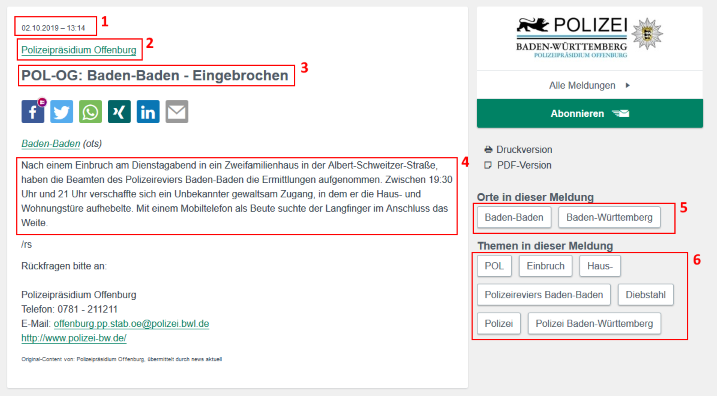 02.10.2019 – 13:14
1
Polizeipräsidium Offenburg
2
POL-OG: Baden-Baden - Eingebrochen
3
Baden-Baden (ots)
Nach einem Einbruch am Dienstagabend in ein Zweifamilienhaus in der Albert-Schweitzer-Straße,
haben die Beamten des Polizeireviers Baden-Baden die Ermittlungen aufgenommen. Zwischen 19:30
Uhr und 21 Uhr verschaffte sich ein Unbekannter gewaltsam Zugang, in dem er die Haus- und
Wohnungstüre aufhebelte. Mit einem Mobiltelefon als Beute suchte der Langfinger im Anschluss das
Weite.
4
/rs
Rückfragen bitte an:
Polizeipräsidium Offenburg
Telefon: 0781 - 211211
E-Mail: offenburg.pp.stab.oe@polizei.bwl.de
http://www.polizei-bw.de/
Original-Content von: Polizeipräsidium Offenburg, übermittelt durch news aktuell
POLIZEI
BADEN-WÜRTTEMBERG
POLIZEIPRÄSIDIUM OFFENBURG
Alle Meldungen
Abonnieren
Druckversion
PDF-Version
Orte in dieser Meldung
Baden-Baden Baden-Württemberg
5
Themen in dieser Meldung
6
POL Einbruch Haus-
Polizeireviers Baden-Baden Diebstahl
Polizei Polizei Baden-Württemberg